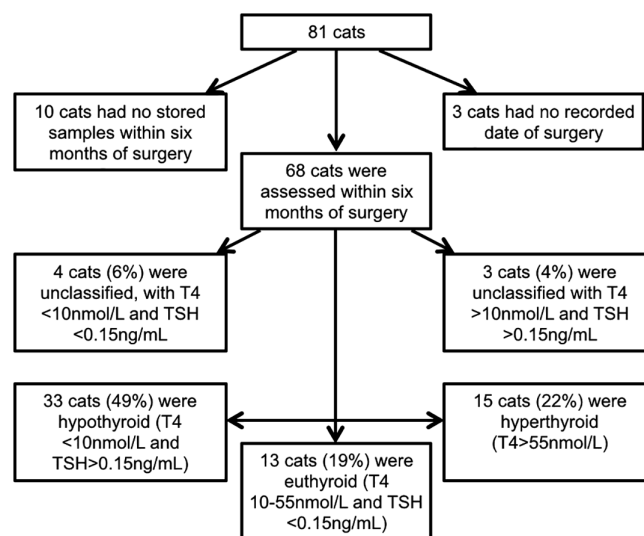 81 cats
10 cats had no stored
samples within six
months of surgery
3 cats had no recorded
date of surgery
68 cats were
assessed within six
months of surgery
4 cats (6%) were
unclassified, with T4
<10nmol/L and TSH
<0.15ng/mL
3 cats (4%) were
unclassified with T4
>10nmol/L and TSH
>0.15ng/mL
33 cats (49%) were
hypothyroid (T4
<10nmol/L and
TSH>0.15ng/mL)
15 cats (22%) were
hyperthyroid
(T4>55nmol/L)
13 cats (19%) were
euthyroid (T4
10-55nmol/L and TSH
<0.15ng/mL)